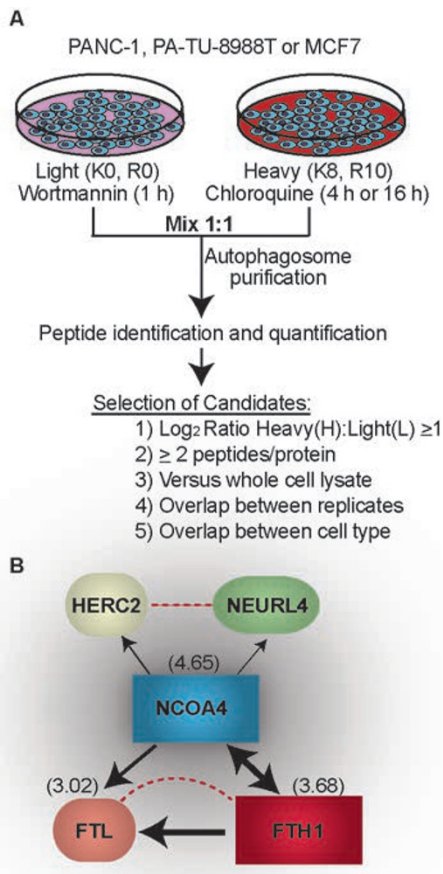 A
PANC-1, PA-TU-8988T or MCF7
Light (K0, R0)
Wortmannin (1 h)
Heavy (K8, R10)
Chloroquine (4 h or 16 h)
Mix 1:1
Autophagosome
purification
Peptide identification and quantification
Selection of Candidates:
1) Log2 Ratio Heavy(H):Light(L) ≥1
2) ≥ 2 peptides/protein
3) Versus whole cell lysate
4) Overlap between replicates
5) Overlap between cell type
B
HERC2
NEURL4
(4.65)
NCOA4
(3.02)
(3.68)
FTL
FTH1